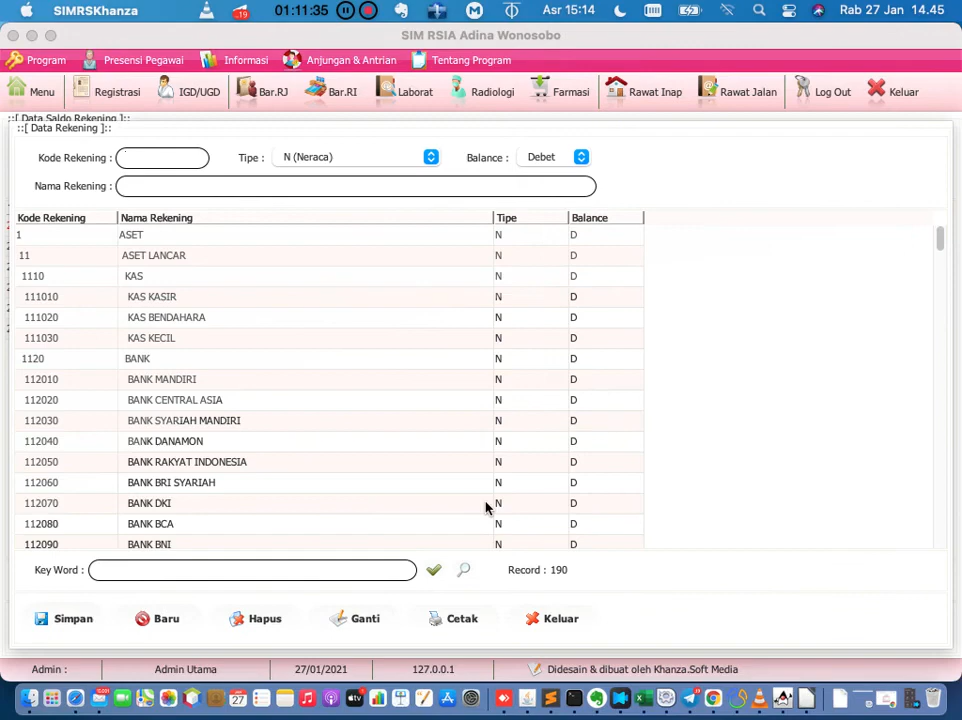 SIMRSKhanza 19 01:11:35 Asr 15:14 Rab 27 Jan 14.45
SIM RSIA Adina Wonosobo
Program Presensi Pegawai Informasi Anjungan & Antrian Tentang Program
Menu Registrasi IGD/UGD Bar.RJ Bar.RI Laborat Radiologi Farmasi Rawat Inap Rawat Jalan Log Out Keluar
::[ Data Saldo Rekening ]::
::[ Data Rekening ]::
Kode Rekening : Tipe : N (Neraca) Balance : Debet
Nama Rekening :
Kode Rekening Nama Rekening Tipe Balance
1 ASET N D
11 ASET LANCAR N D
1110 KAS N D
111010 KAS KASIR N D
111020 KAS BENDAHARA N D
111030 KAS KECIL N D
1120 BANK N D
112010 BANK MANDIRI N D
112020 BANK CENTRAL ASIA N D
112030 BANK SYARIAH MANDIRI N D
112040 BANK DANAMON N D
112050 BANK RAKYAT INDONESIA N D
112060 BANK BRI SYARIAH N D
112070 BANK DKI N D
112080 BANK BCA N D
112090 BANK BNI N D
Key Word : Record : 190
Simpan Baru Hapus Ganti Cetak Keluar
Admin : Admin Utama 27/01/2021 127.0.0.1 Didesain & dibuat oleh Khanza.Soft Media